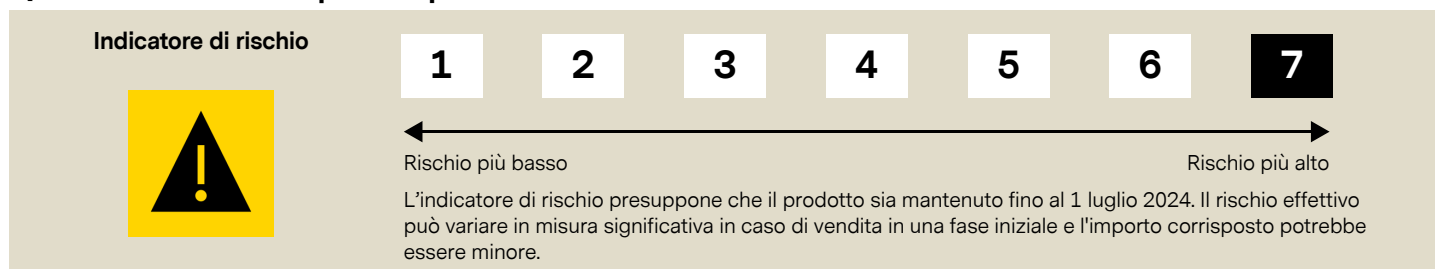 Indicatore di rischio
1 2 3 4 5 6 7
Rischio più basso Rischio più alto
L'indicatore di rischio presuppone che il prodotto sia mantenuto fino al 1 luglio 2024. Il rischio effettivo
può variare in misura significativa in caso di vendita in una fase iniziale e l'importo corrisposto potrebbe
essere minore.